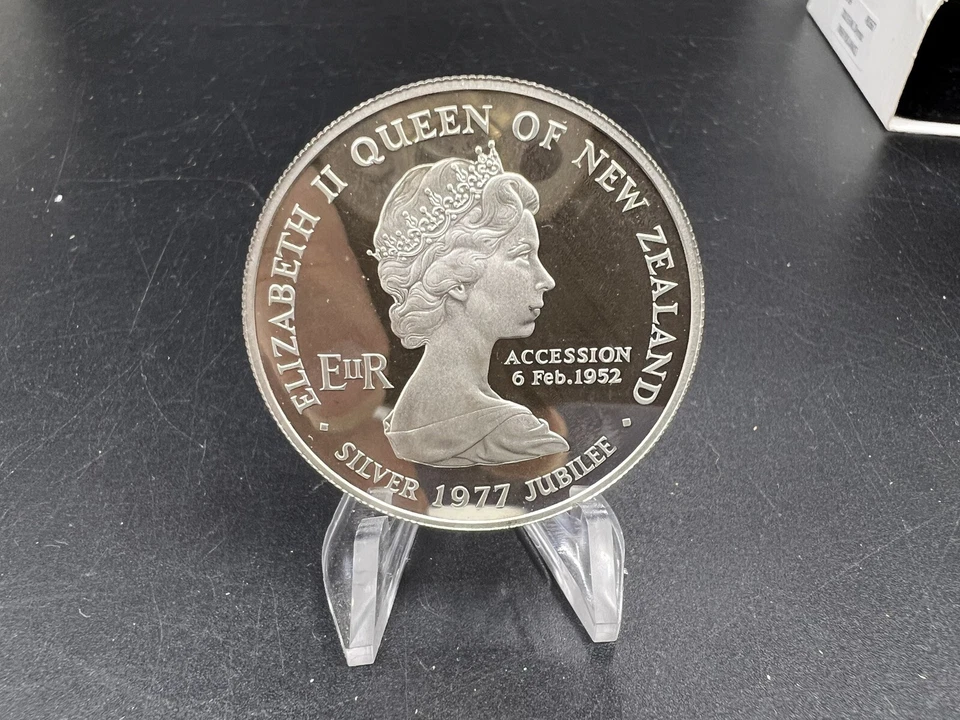 ELIZABETH II QUEEN OF NEW ZEALAND
EIIR
ACCESSION
6 Feb.1952
SILVER 1977 JUBILEE